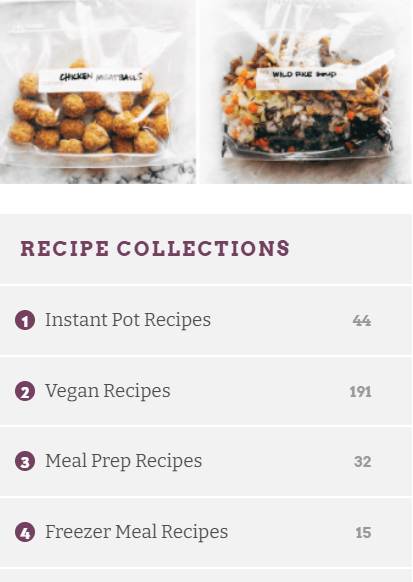 CHICKEN MEATBALLS
WILD RICE SOUP
RECIPE COLLECTIONS
1 Instant Pot Recipes 44
2 Vegan Recipes 191
3 Meal Prep Recipes 32
4 Freezer Meal Recipes 15